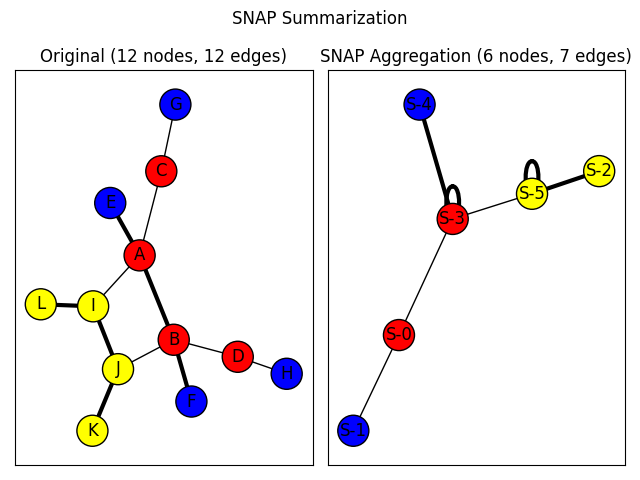 SNAP Summarization
Original (12 nodes, 12 edges)
SNAP Aggregation (6 nodes, 7 edges)
G
C
E
A
L
I
B
J
D
H
F
K
S-4
S-2
S-5
S-3
S-0
S-1